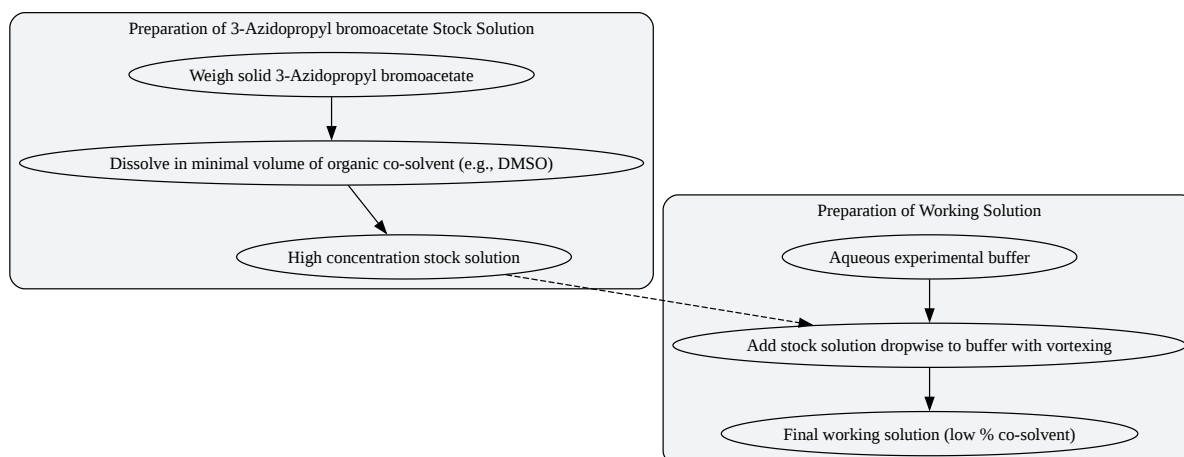 Preparation of 3-Azidopropyl bromoacetate Stock Solution
Weigh solid 3-Azidopropyl bromoacetate
Dissolve in minimal volume of organic co-solvent (e.g., DMSO)
High concentration stock solution
Preparation of Working Solution
Aqueous experimental buffer
Add stock solution dropwise to buffer with vortexing
Final working solution (low % co-solvent)